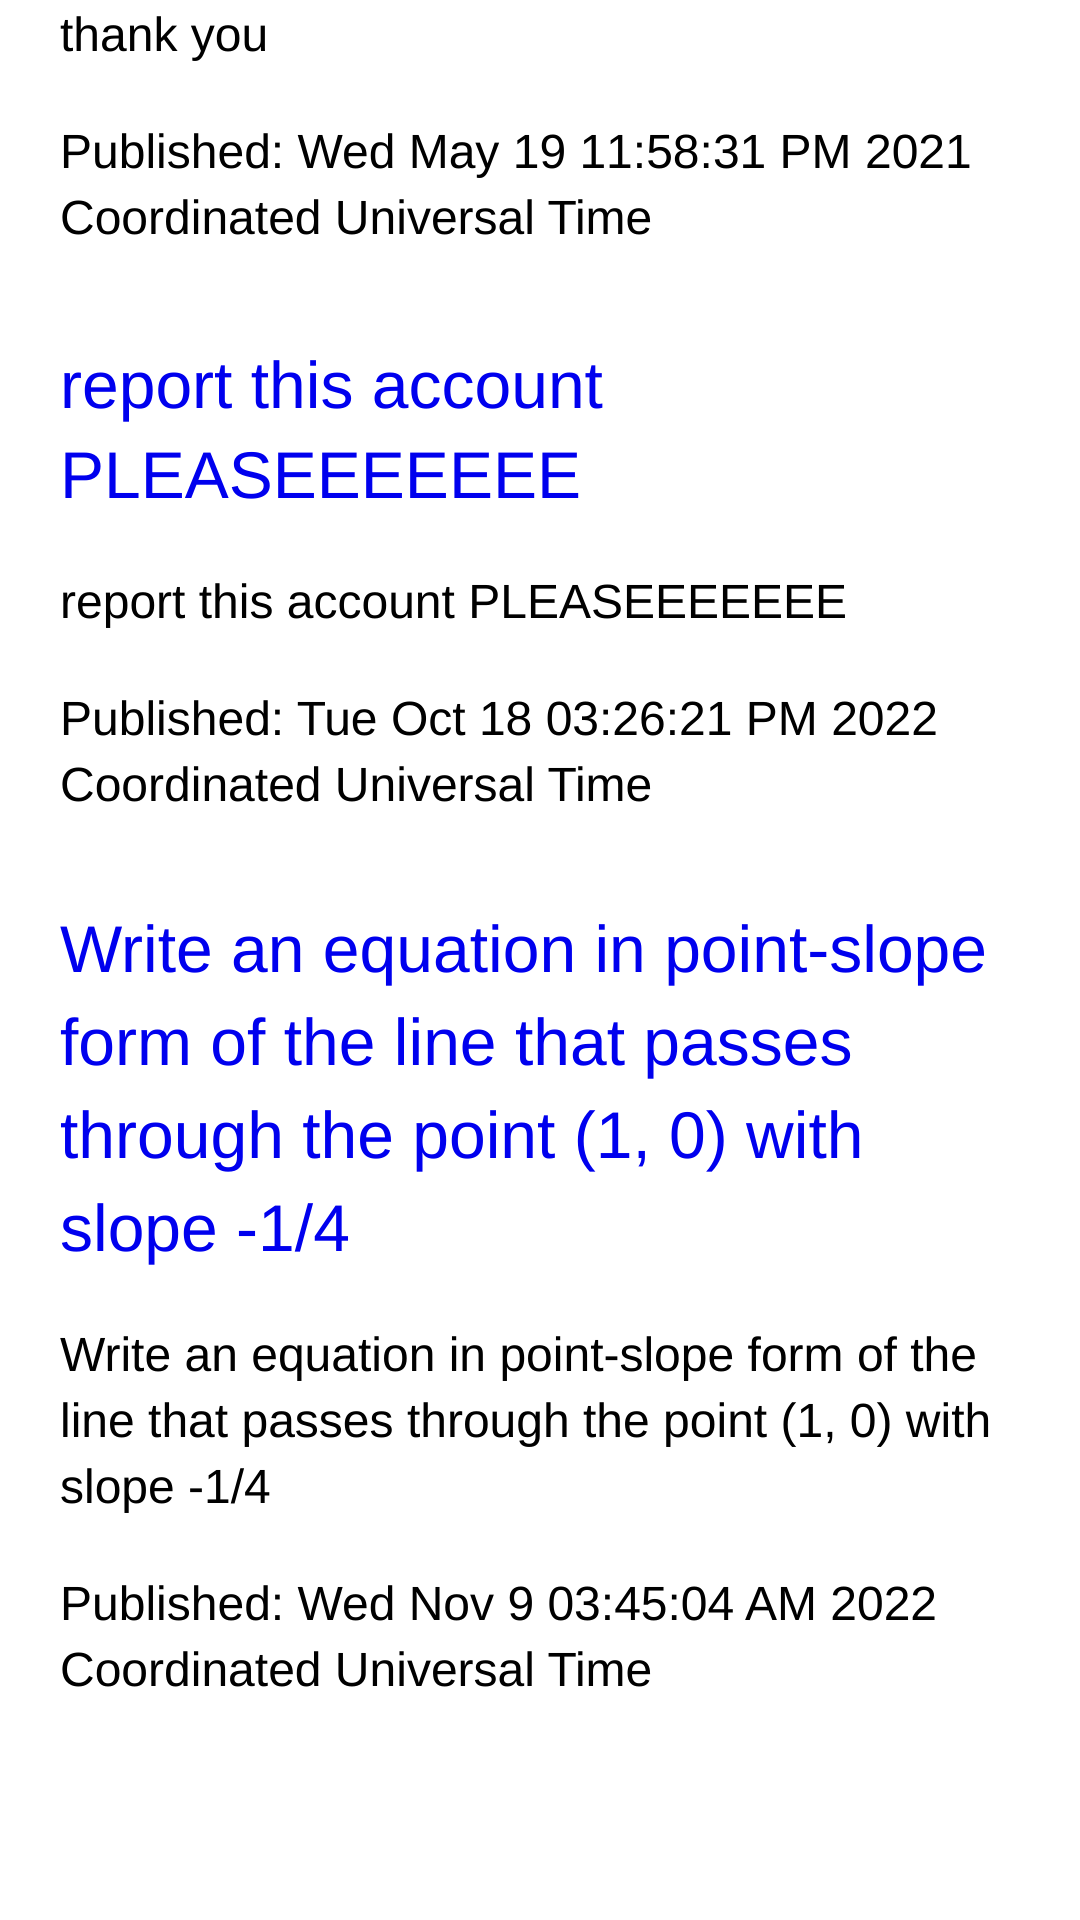 thank you
Published: Wed May 19 11:58:31 PM 2021
Coordinated Universal Time
report this account
PLEASEEEEEEE
report this account PLEASEEEEEEE
Published: Tue Oct 18 03:26:21 PM 2022
Coordinated Universal Time
Write an equation in point-slope
form of the line that passes
through the point (1, 0) with
slope -1/4
Write an equation in point-slope form of the
line that passes through the point (1, 0) with
slope -1/4
Published: Wed Nov 9 03:45:04 AM 2022
Coordinated Universal Time